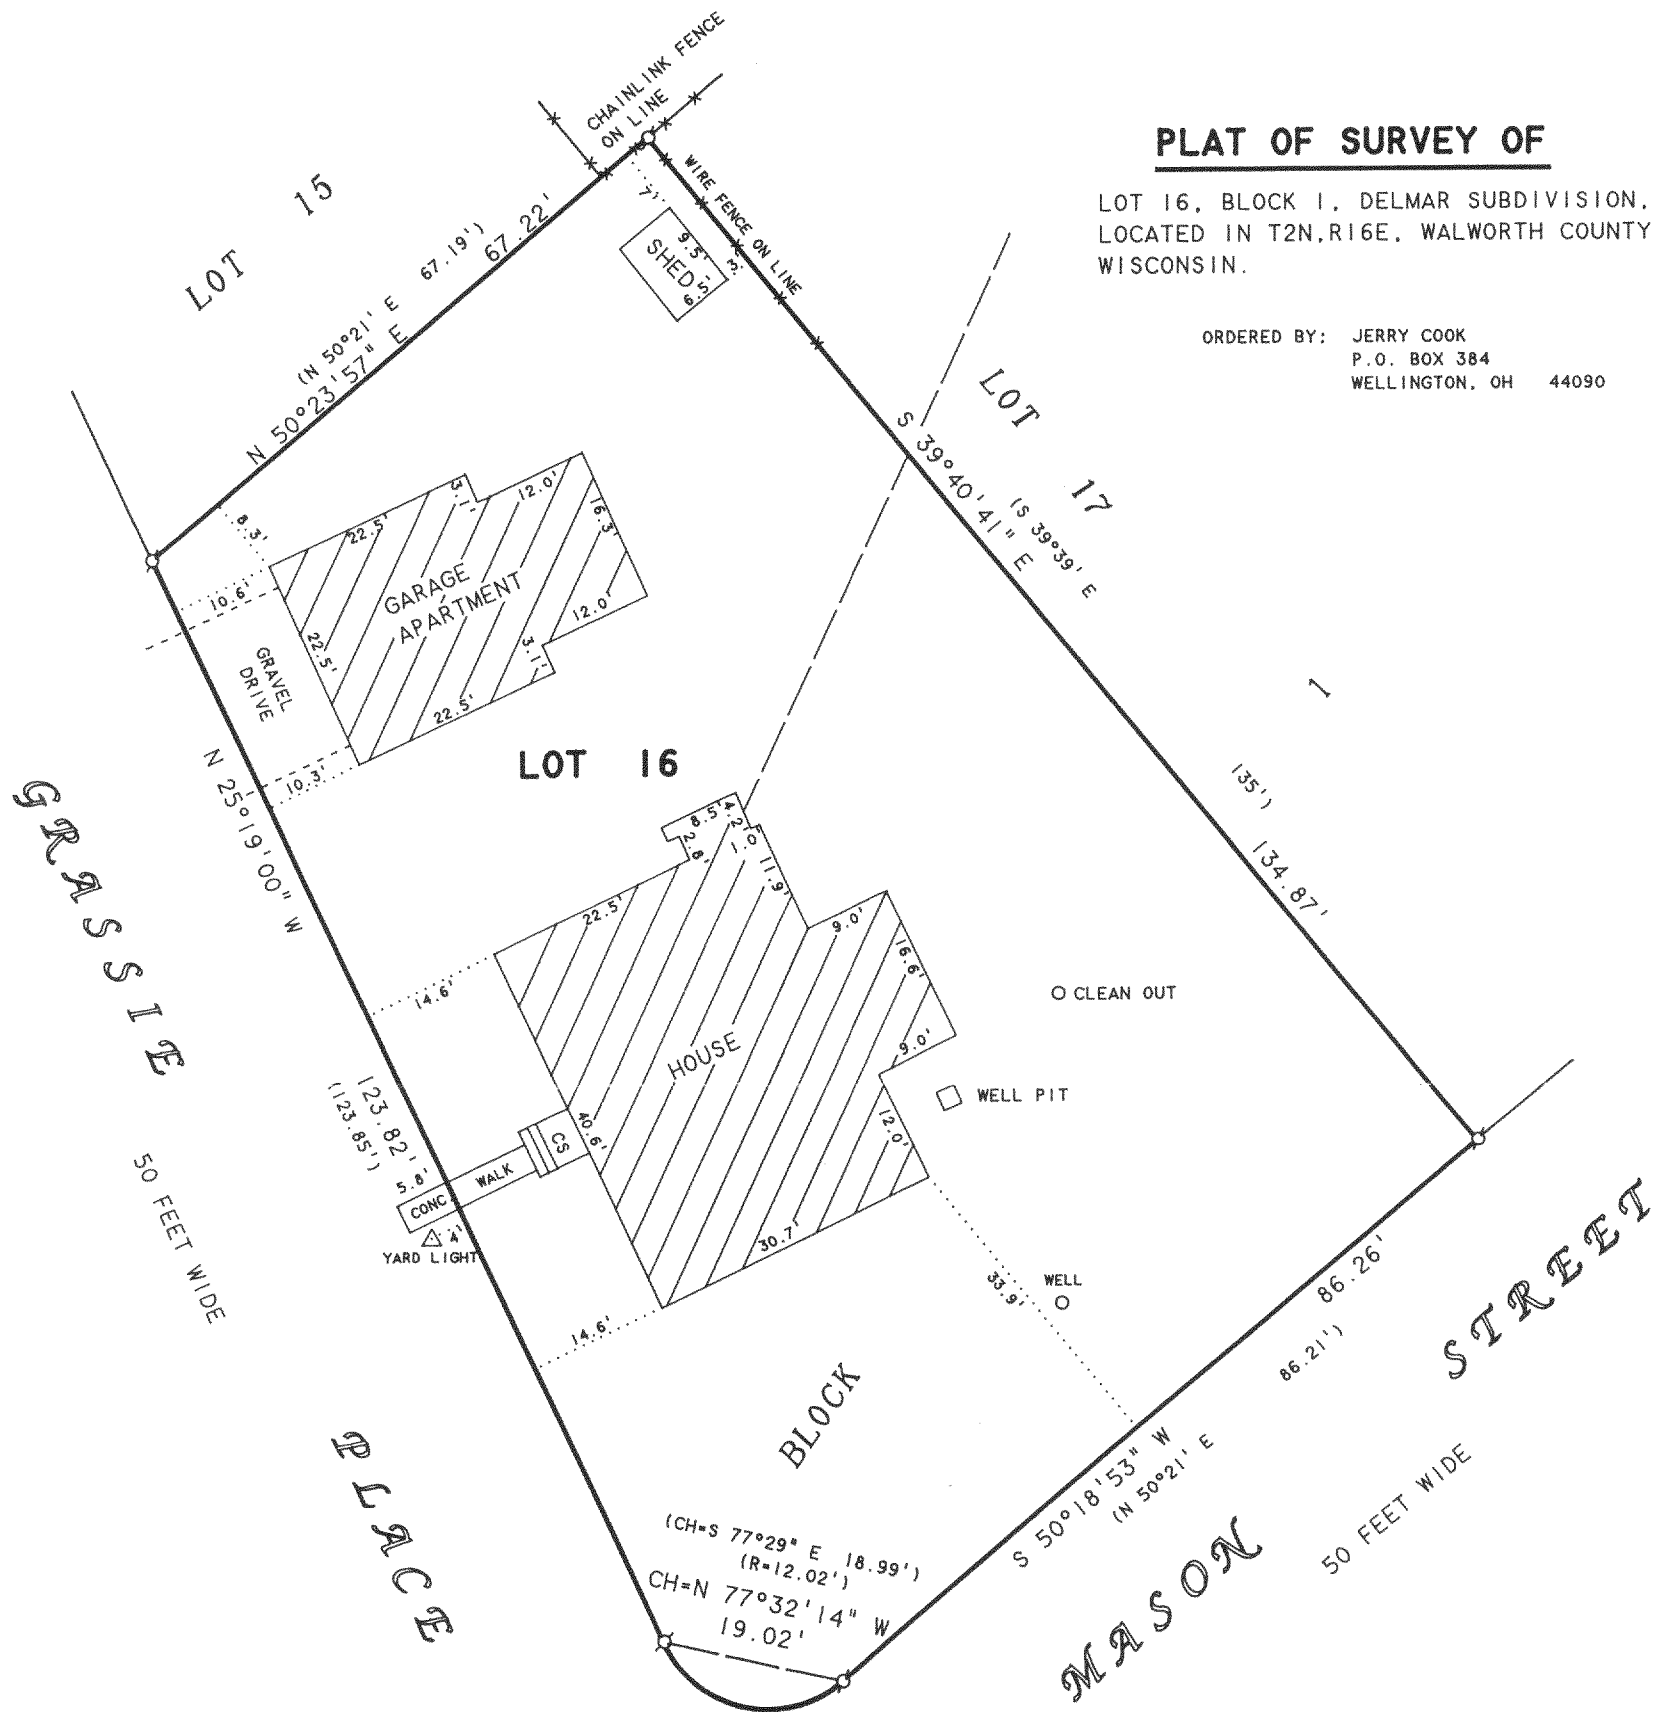 PLAT OF SURVEY OF
LOT 16, BLOCK 1, DELMAR SUBDIVISION,
LOCATED IN T2N,R16E, WALWORTH COUNTY
WISCONSIN.
ORDERED BY: JERRY COOK
P.O. BOX 384
WELLINGTON, OH 44090
CHAINLINK FENCE
ON LINE
WIRE FENCE ON LINE
LOT 15
67.19')
67.22'
(N 50°21' E
N 50°23'57" E
7'
9.5'
SHED
6.5'
3'
LOT 17
S 39°40'41" E
(S 39°39' E
135')
134.87'
1
8.3'
22.5'
3.1'
12.0'
16.3'
GARAGE
APARTMENT
10.6'
22.5'
12.0'
3.1'
22.5'
GRAVEL
DRIVE
10.3'
LOT 16
N 25°19'00" W
GRASSIE
PLACE
50 FEET WIDE
8.5'
4.2'
2.8'
1.0'
11.9'
22.5'
9.0'
16.6'
HOUSE
9.0'
12.0'
40.6'
30.7'
14.6'
CLEAN OUT
WELL PIT
123.82'
(123.85')
5.8'
CONC
WALK
CS
4'
YARD LIGHT
14.6'
33.9'
WELL
BLOCK
86.26'
86.21')
S 50°18'53" W
(N 50°21' E
MASON
STREET
50 FEET WIDE
(CH=S 77°29" E 18.99')
(R=12.02')
CH=N 77°32'14" W
19.02'